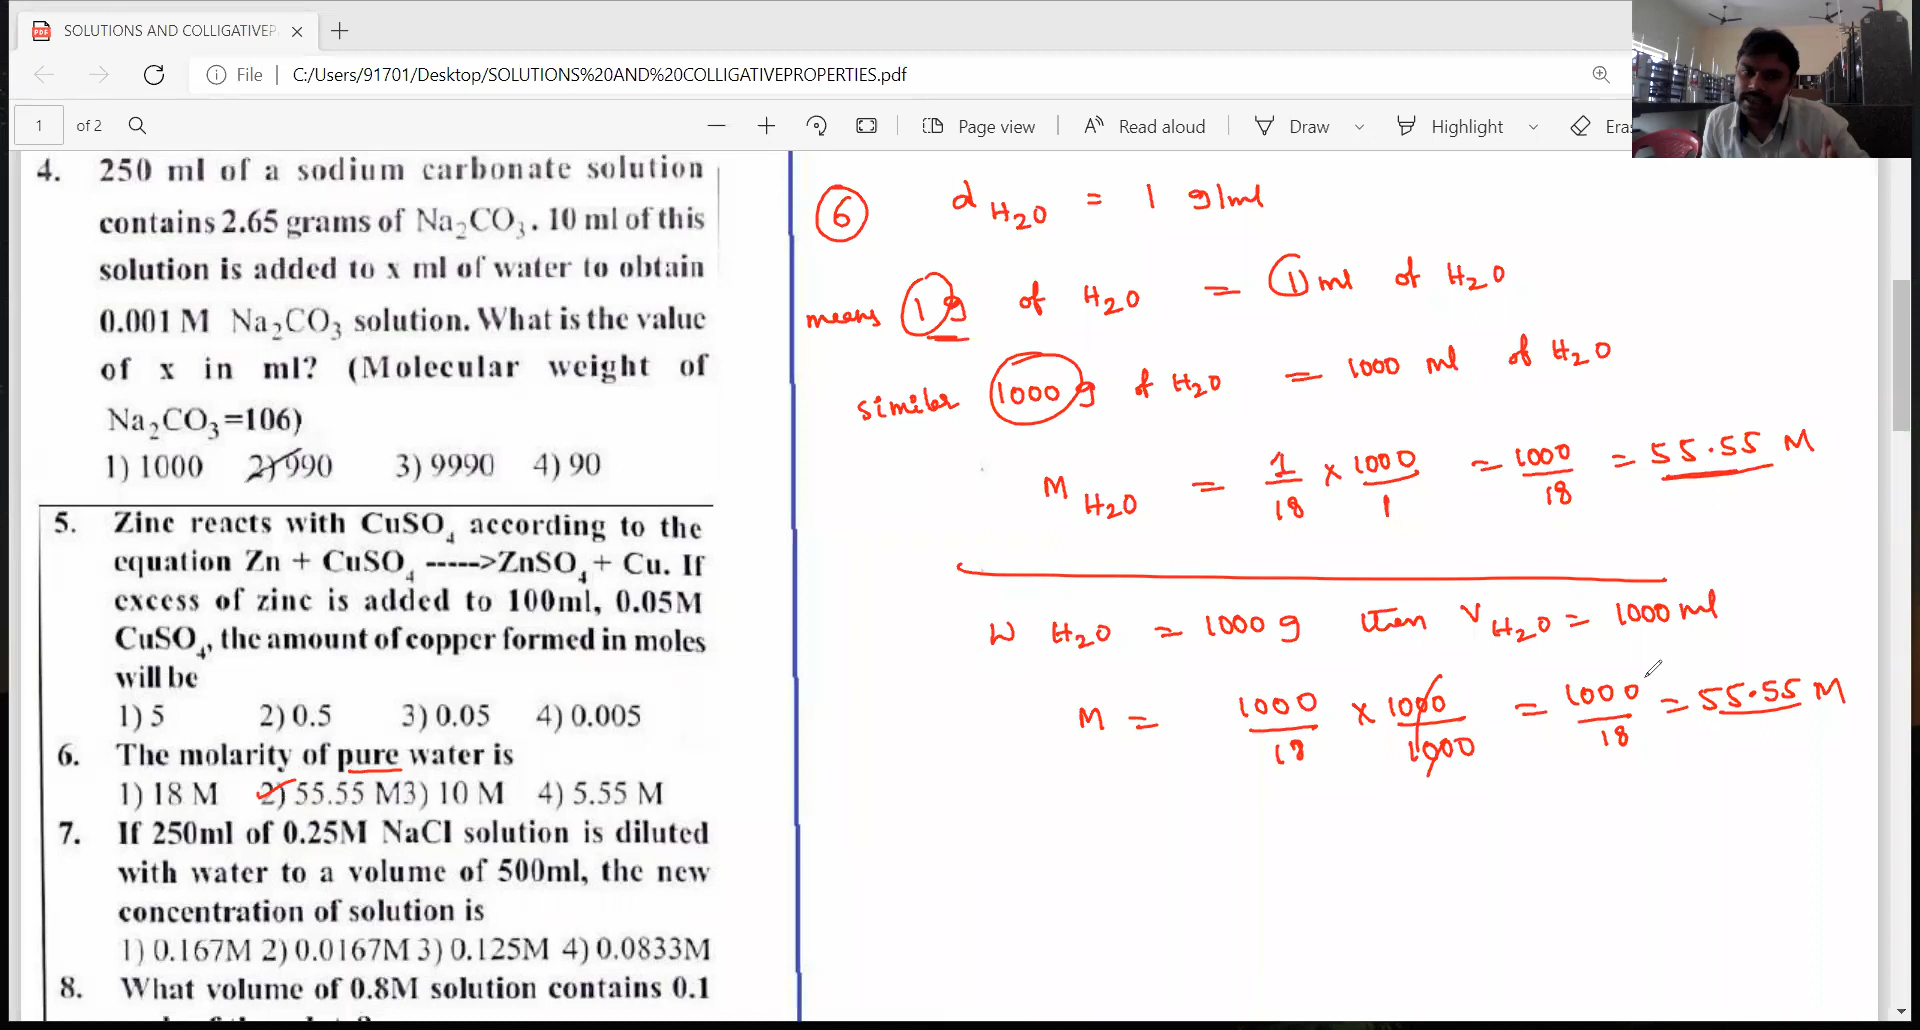 SOLUTIONS AND COLLIGATIVEP
File | C:/Users/91701/Desktop/SOLUTIONS%20AND%20COLLIGATIVEPROPERTIES.pdf
1 of 2 Page view Read aloud Draw Highlight Era
4. 250 ml of a sodium carbonate solution
contains 2.65 grams of Na₂CO₃. 10 ml of this
solution is added to x ml of water to obtain
0.001 M Na₂CO₃ solution. What is the value
of x in ml? (Molecular weight of
Na₂CO₃=106)
1) 1000 2) 990 3) 9990 4) 90
5. Zinc reacts with CuSO₄ according to the
equation Zn + CuSO₄ ----->ZnSO₄+ Cu. If
excess of zinc is added to 100ml, 0.05M
CuSO₄, the amount of copper formed in moles
will be
1) 5 2) 0.5 3) 0.05 4) 0.005
6. The molarity of pure water is
1) 18 M 2) 55.55 M3) 10 M 4) 5.55 M
7. If 250ml of 0.25M NaCl solution is diluted
with water to a volume of 500ml, the new
concentration of solution is
1) 0.167M 2) 0.0167M 3) 0.125M 4) 0.0833M
8. What volume of 0.8M solution contains 0.1
6 d H₂O = 1 g/ml
means 1 g of H₂O = 1 ml of H₂O
similar 1000 g of H₂O = 1000 ml of H₂O
M H₂O = 1/18 × 1000/1 = 1000/18 = 55.55 M
W H₂O = 1000 g then V H₂O = 1000 ml
M = 1000/18 × 1000/1000 = 1000/18 = 55.55 M